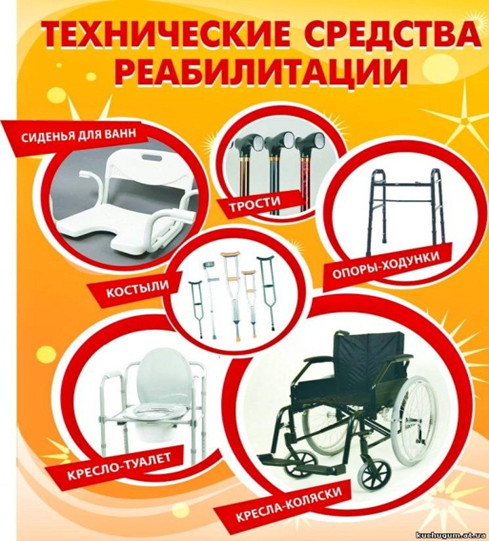 ТЕХНИЧЕСКИЕ СРЕДСТВА
РЕАБИЛИТАЦИИ
СИДЕНЬЯ ДЛЯ ВАНН
ТРОСТИ
ОПОРЫ-ХОДУНКИ
КОСТЫЛИ
КРЕСЛО-ТУАЛЕТ
КРЕСЛА-КОЛЯСКИ
kuchugum.at.ua